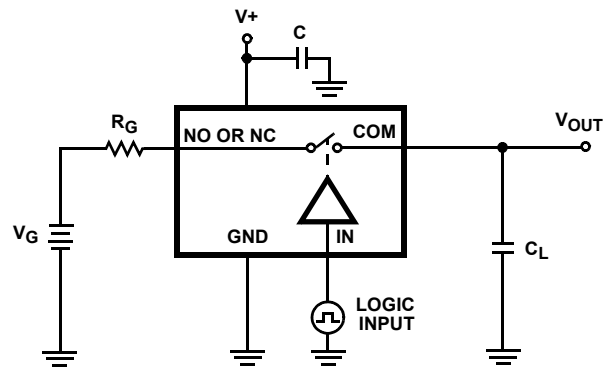 V+
C
RG
NO OR NC
COM
VOUT
VG
GND
IN
CL
LOGIC
INPUT